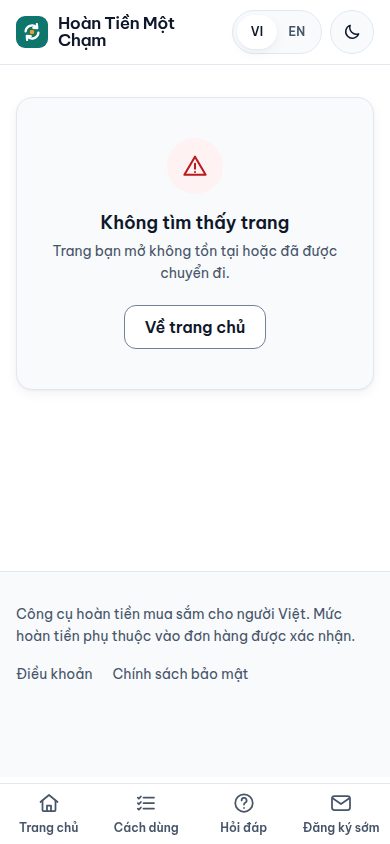 Hoàn Tiền Một
Chạm
VI
EN
Không tìm thấy trang
Trang bạn mở không tồn tại hoặc đã được
chuyển đi.
Về trang chủ
Công cụ hoàn tiền mua sắm cho người Việt. Mức
hoàn tiền phụ thuộc vào đơn hàng được xác nhận.
Điều khoản
Chính sách bảo mật
Trang chủ
Cách dùng
Hỏi đáp
Đăng ký sớm